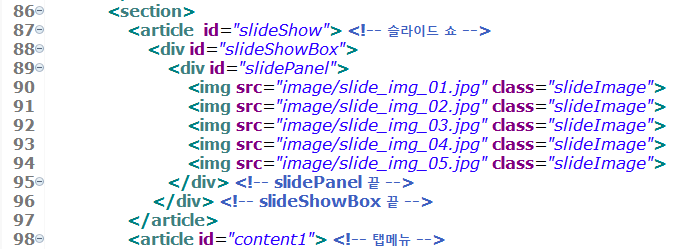 86 <section>
87 <article id="slideShow"> <!-- 슬라이드 쇼 -->
88 <div id="slideShowBox">
89 <div id="slidePanel">
90 <img src="image/slide_img_01.jpg" class="slideImage">
91 <img src="image/slide_img_02.jpg" class="slideImage">
92 <img src="image/slide_img_03.jpg" class="slideImage">
93 <img src="image/slide_img_04.jpg" class="slideImage">
94 <img src="image/slide_img_05.jpg" class="slideImage">
95 </div> <!-- slidePanel 끝 -->
96 </div> <!-- slideShowBox 끝 -->
97 </article>
98 <article id="content1"> <!-- 탭메뉴 -->